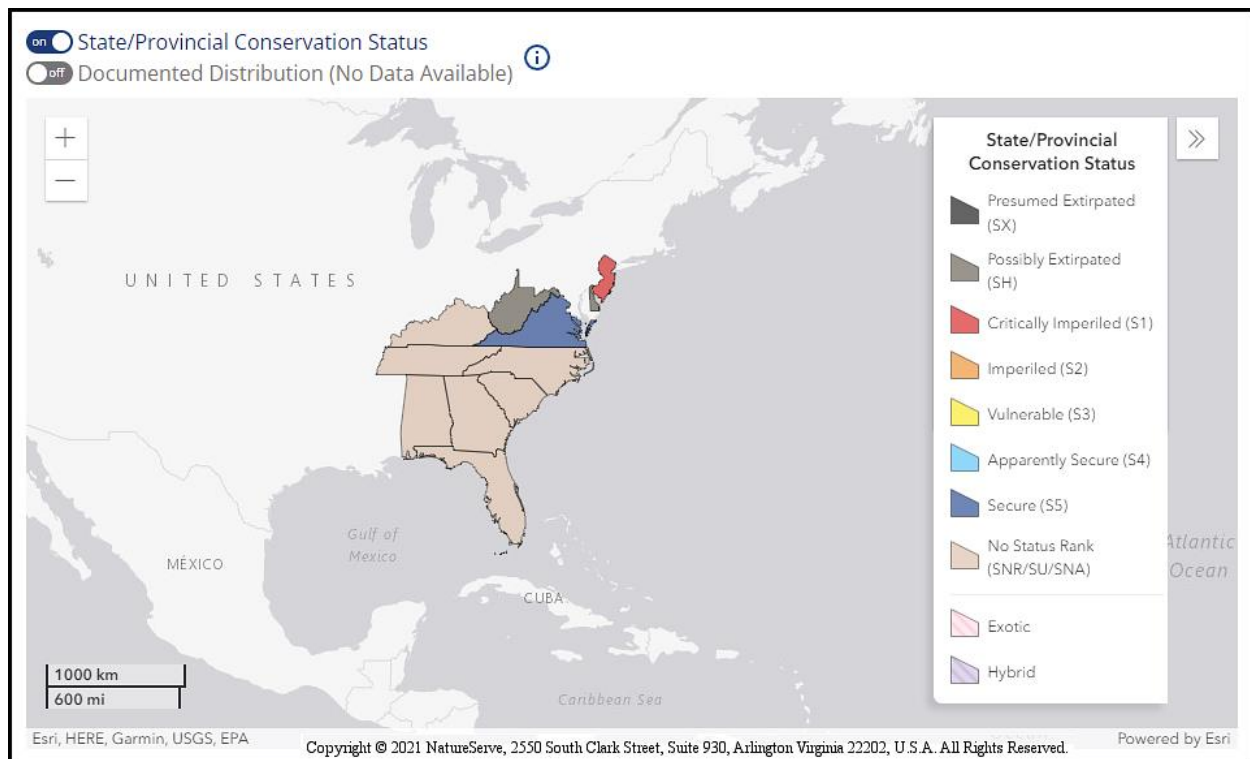 on State/Provincial Conservation Status
off Documented Distribution (No Data Available)
i
+
−
State/Provincial
Conservation Status
Presumed Extirpated
(SX)
Possibly Extirpated
(SH)
Critically Imperiled (S1)
Imperiled (S2)
Vulnerable (S3)
Apparently Secure (S4)
Secure (S5)
No Status Rank
(SNR/SU/SNA)
Exotic
Hybrid
UNITED STATES
Gulf of
Mexico
MÉXICO
CUBA
Atlantic
Ocean
Caribbean Sea
1000 km
600 mi
Esri, HERE, Garmin, USGS, EPA
Copyright © 2021 NatureServe, 2550 South Clark Street, Suite 930, Arlington Virginia 22202, U.S.A. All Rights Reserved.
Powered by Esri